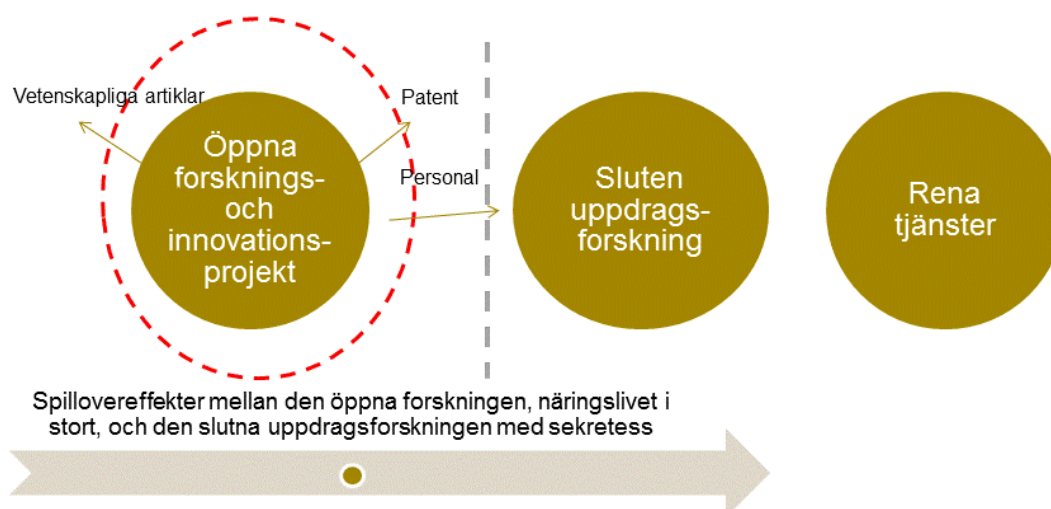 Vetenskapliga artiklar
Patent
Personal
Öppna
forsknings-
och
innovations-
projekt
Sluten
uppdrags-
forskning
Rena
tjänster
Spillovereffekter mellan den öppna forskningen, näringslivet i
stort, och den slutna uppdragsforskningen med sekretess